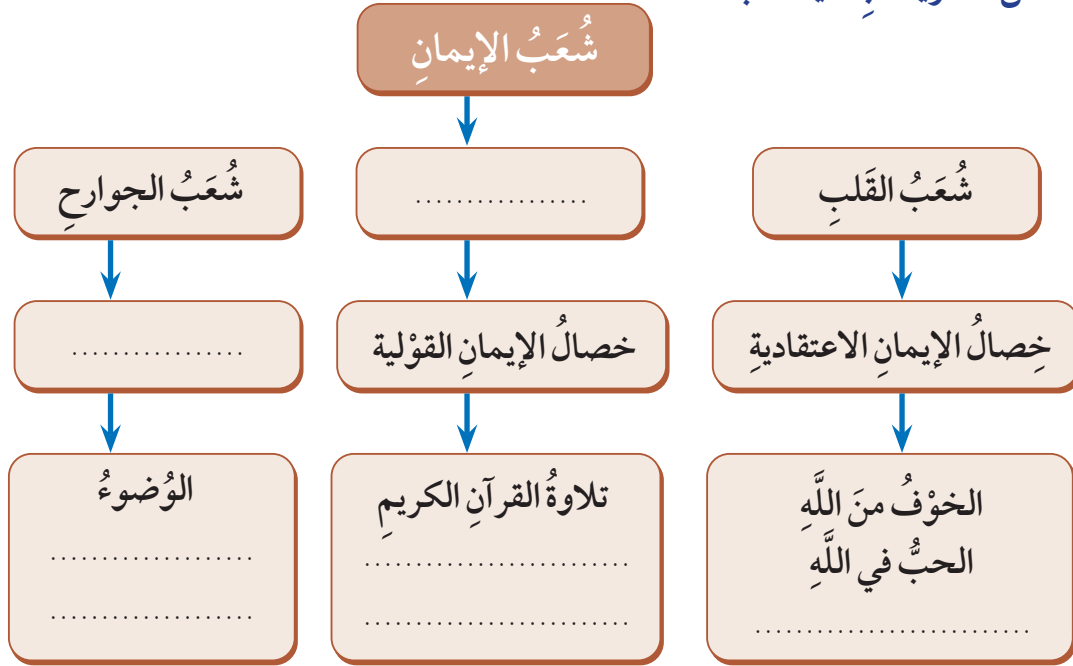 شُعَبُ الإيمانِ
شُعَبُ القَلبِ
.................
شُعَبُ الجوارحِ
خِصالُ الإيمانِ الاعتقاديةِ
خصالُ الإيمانِ القوْلية
.................
الخوْفُ منَ اللَّهِ
الحبُّ في اللَّهِ
...........................
تلاوةُ القرآنِ الكريمِ
..........................
..........................
الوُضوءُ
....................
....................